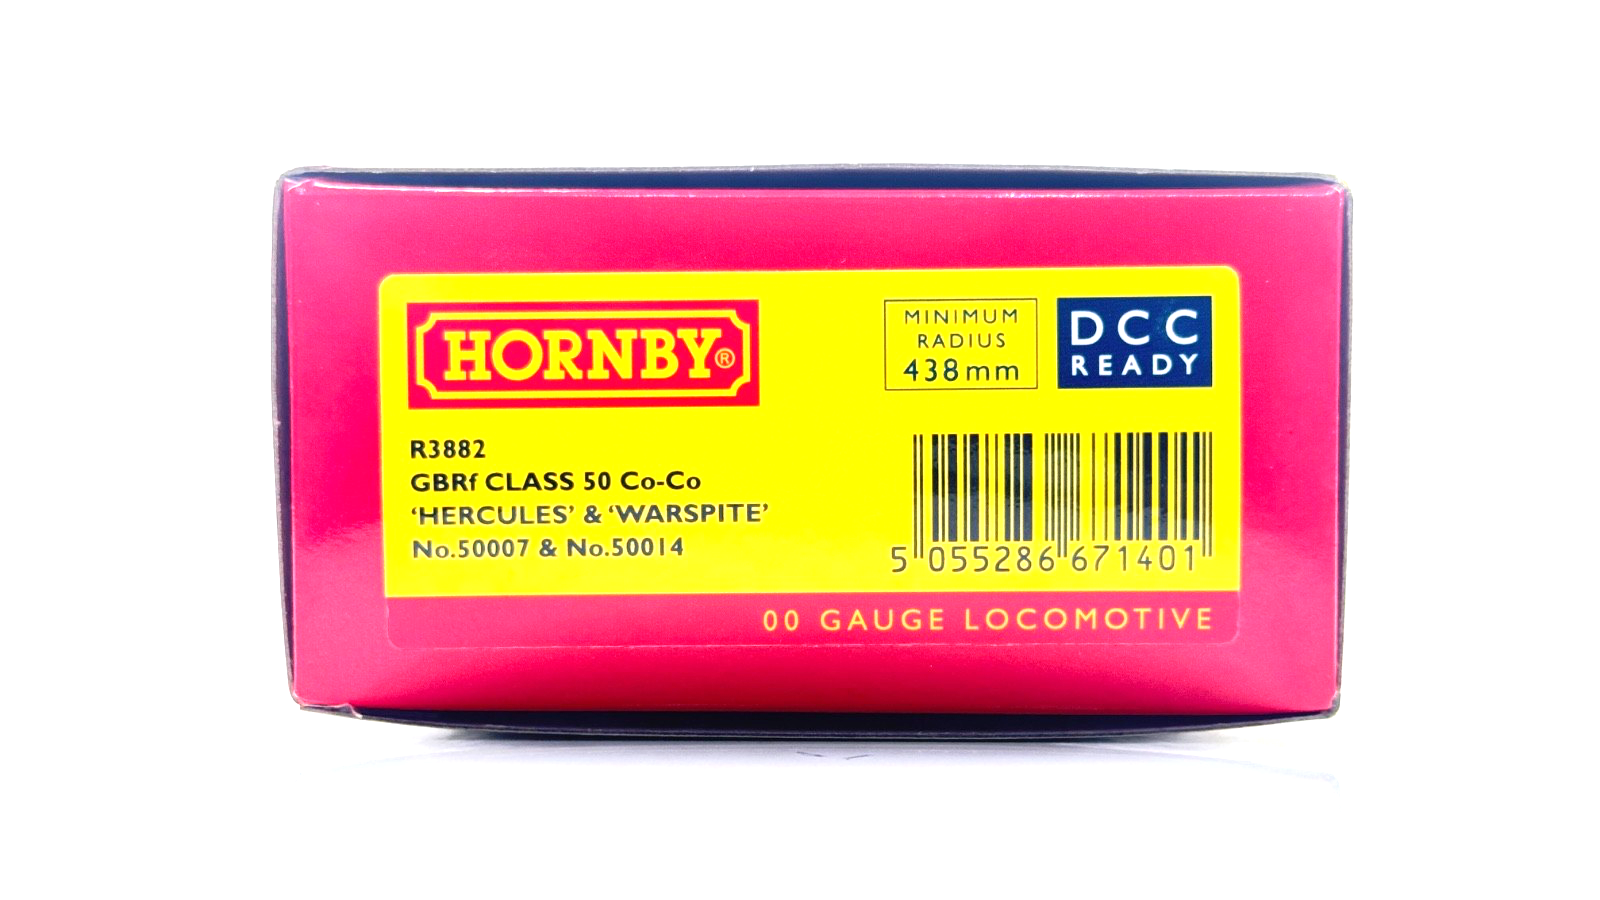 HORNBY®
MINIMUM
RADIUS
438mm
DCC
READY
R3882
GBRf CLASS 50 Co-Co
‘HERCULES’ & ‘WARSPITE’
No.50007 & No.50014
5 055286 671401
00 GAUGE LOCOMOTIVE